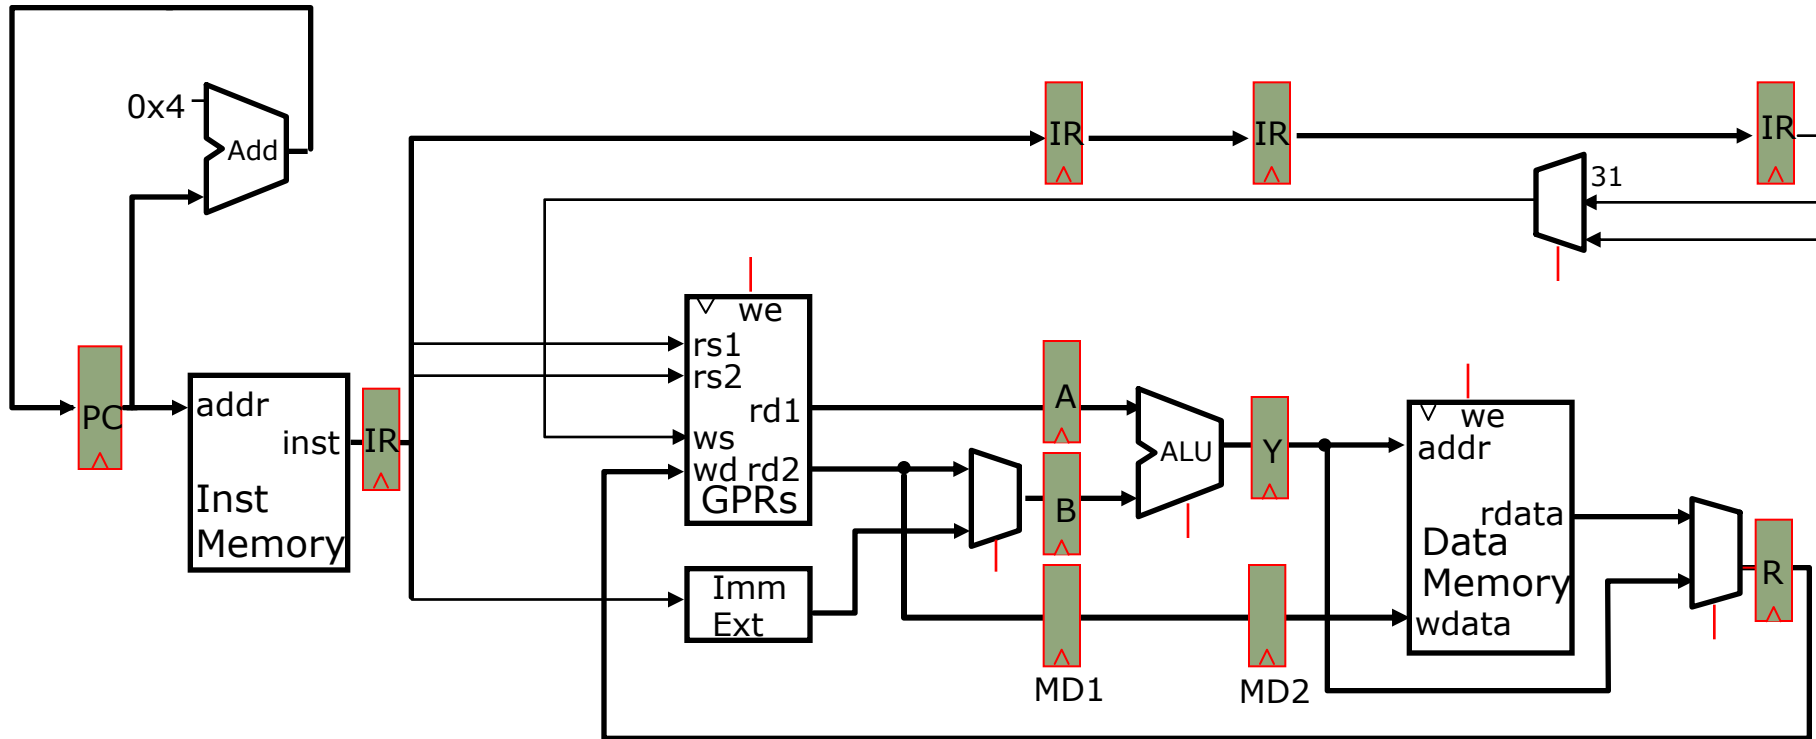 0x4
Add
IR
IR
IR
31
we
rs1
rs2
rd1
ws
wd rd2
GPRs
PC
addr
inst
Inst
Memory
IR
A
B
ALU
Y
we
addr
rdata
Data
Memory
wdata
R
Imm
Ext
MD1
MD2